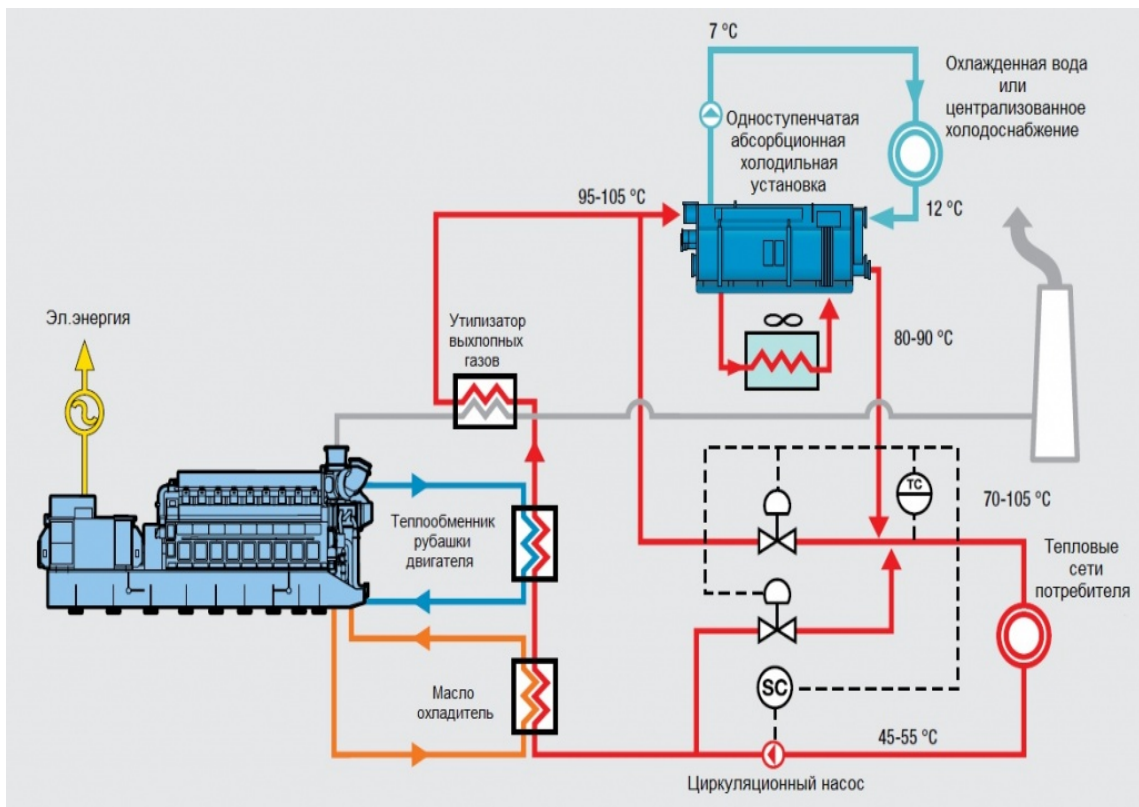 7 °C
Охлажденная вода
или
централизованное
холодоснабжение
Одноступенчатая
абсорбционная
холодильная
установка
95-105 °C
12 °C
Эл.энергия
Утилизатор
выхлопных
газов
80-90 °C
TC
70-105 °C
Теплообменник
рубашки
двигателя
Тепловые
сети
потребителя
SC
Масло
охладитель
45-55 °C
Циркуляционный насос